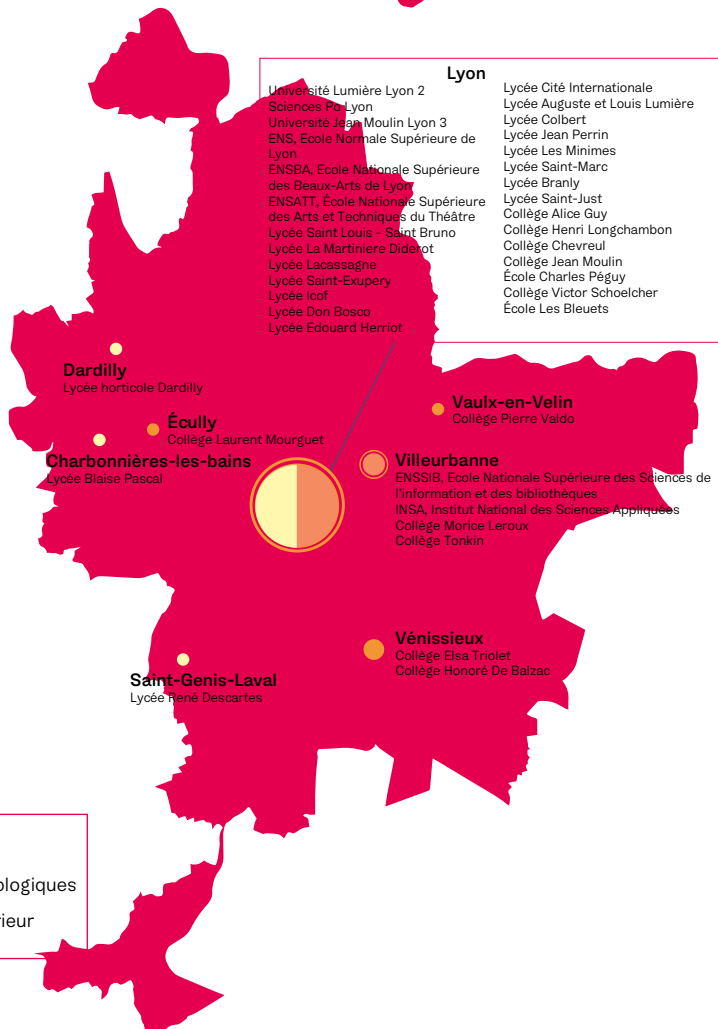 Lyon
Université Lumière Lyon 2
Sciences Po Lyon
Université Jean Moulin Lyon 3
ENS, Ecole Normale Supérieure de
Lyon
ENSBA, Ecole Nationale Supérieure
des Beaux-Arts de Lyon
ENSATT, École Nationale Supérieure
des Arts et Techniques du Théâtre
Lycée Saint Louis - Saint Bruno
Lycée La Martiniere Diderot
Lycée Lacassagne
Lycée Saint-Exupery
Lycée Icof
Lycée Don Bosco
Lycée Edouard Herriot
Lycée Cité Internationale
Lycée Auguste et Louis Lumière
Lycée Colbert
Lycée Jean Perrin
Lycée Les Minimes
Lycée Saint-Marc
Lycée Branly
Lycée Saint-Just
Collège Alice Guy
Collège Henri Longchambon
Collège Chevreul
Collège Jean Moulin
École Charles Péguy
Collège Victor Schoelcher
École Les Bleuets
Dardilly
Lycée horticole Dardilly
Écully
Collège Laurent Mourguet
Charbonnières-les-bains
Lycée Blaise Pascal
Vaulx-en-Velin
Collège Pierre Valdo
Villeurbanne
ENSSIB, Ecole Nationale Supérieure des Sciences de
l'information et des bibliothèques
INSA, Institut National des Sciences Appliquées
Collège Morice Leroux
Collège Tonkin
Vénissieux
Collège Elsa Triolet
Collège Honoré De Balzac
Saint-Genis-Laval
Lycée René Descartes
ologiques
rieur